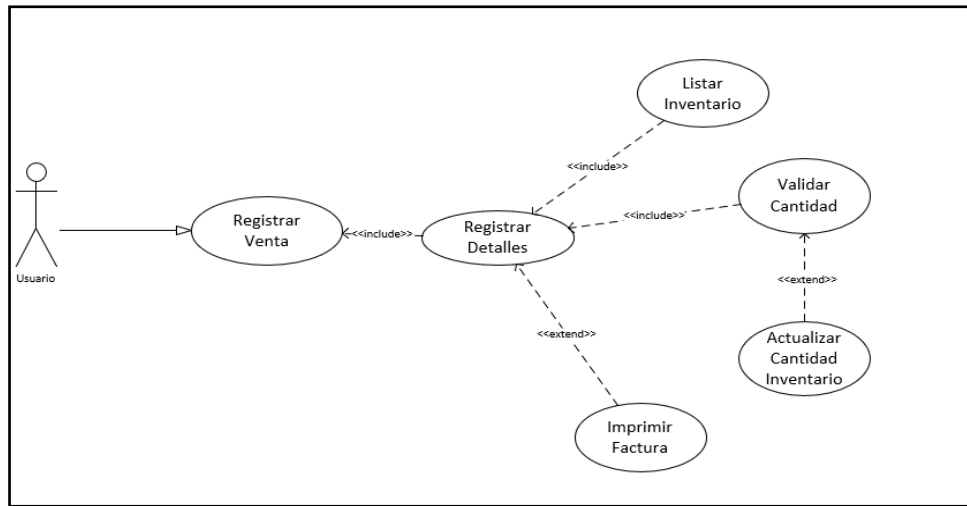 Listar
Inventario
<<include>>
Validar
Cantidad
Usuario
Registrar
Venta
<<include>>
Registrar
Detalles
<<include>>
<<extend>>
<<extend>>
Actualizar
Cantidad
Inventario
Imprimir
Factura